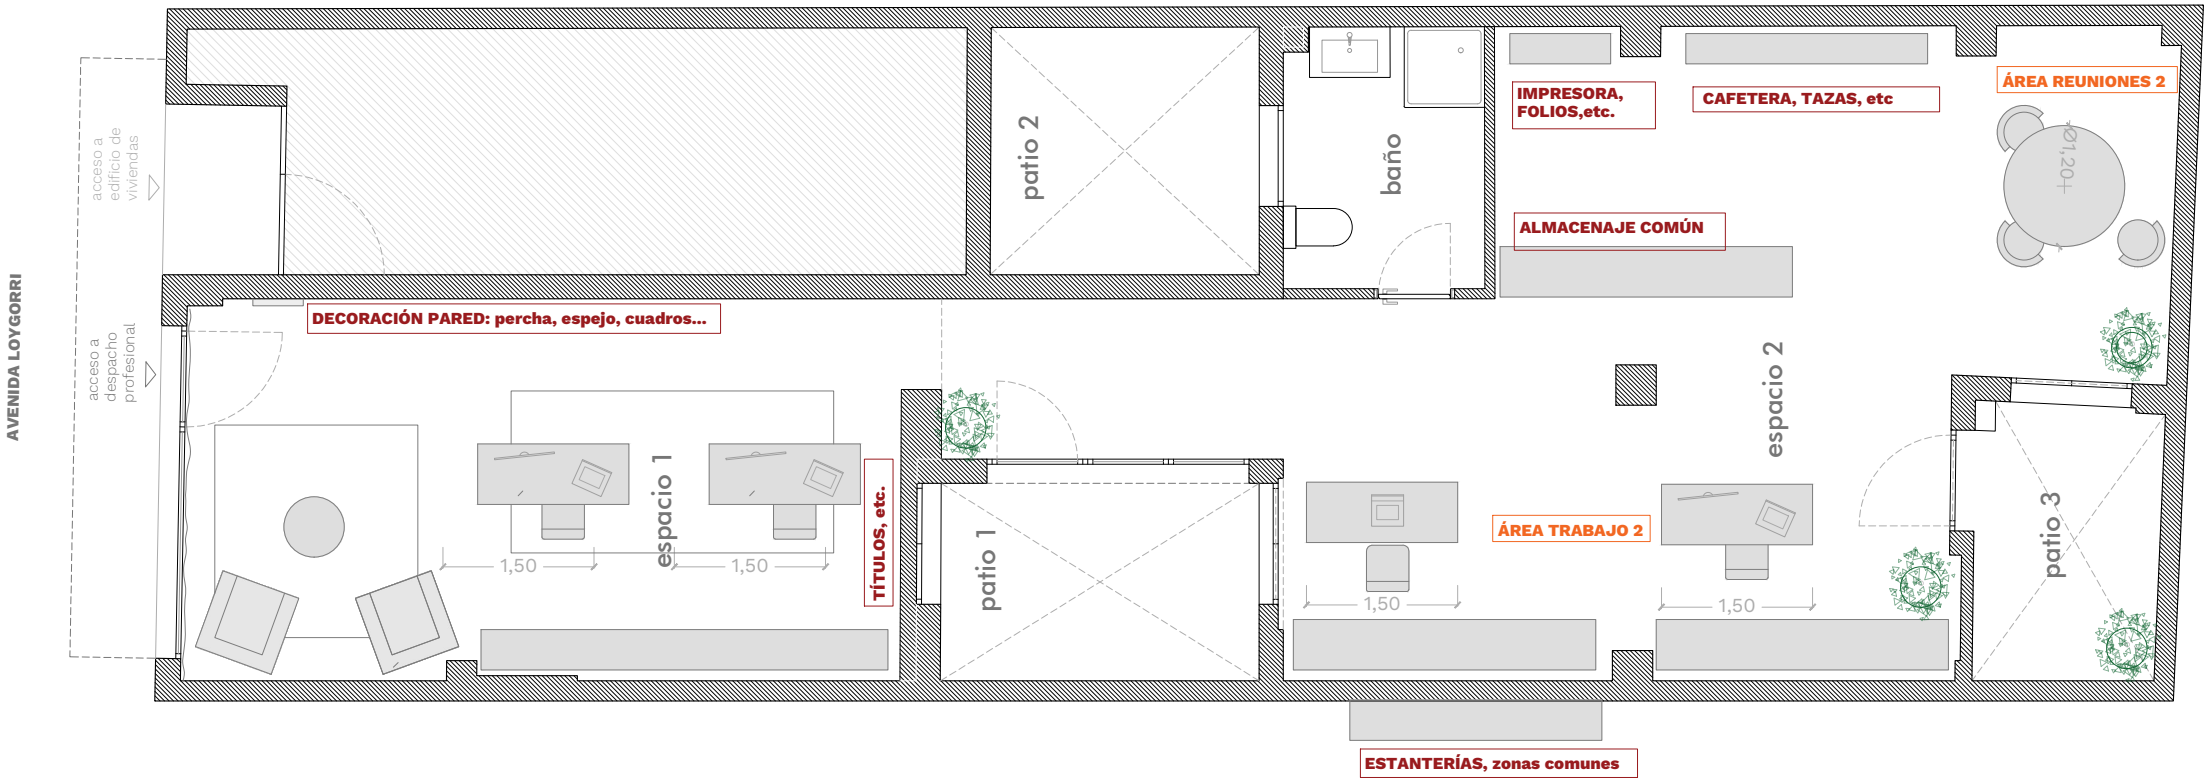 AVENIDA LOYGORRI
acceso a
edificio de
viviendas
acceso a
despacho
profesional
DECORACIÓN PARED: percha, espejo, cuadros...
espacio 1
1,50
1,50
TÍTULOS, etc.
patio 2
baño
patio 1
IMPRESORA,
FOLIOS,etc.
CAFETERA, TAZAS, etc
ÁREA REUNIONES 2
Ø1,20
ALMACENAJE COMÚN
espacio 2
ÁREA TRABAJO 2
1,50
1,50
patio 3
ESTANTERÍAS, zonas comunes